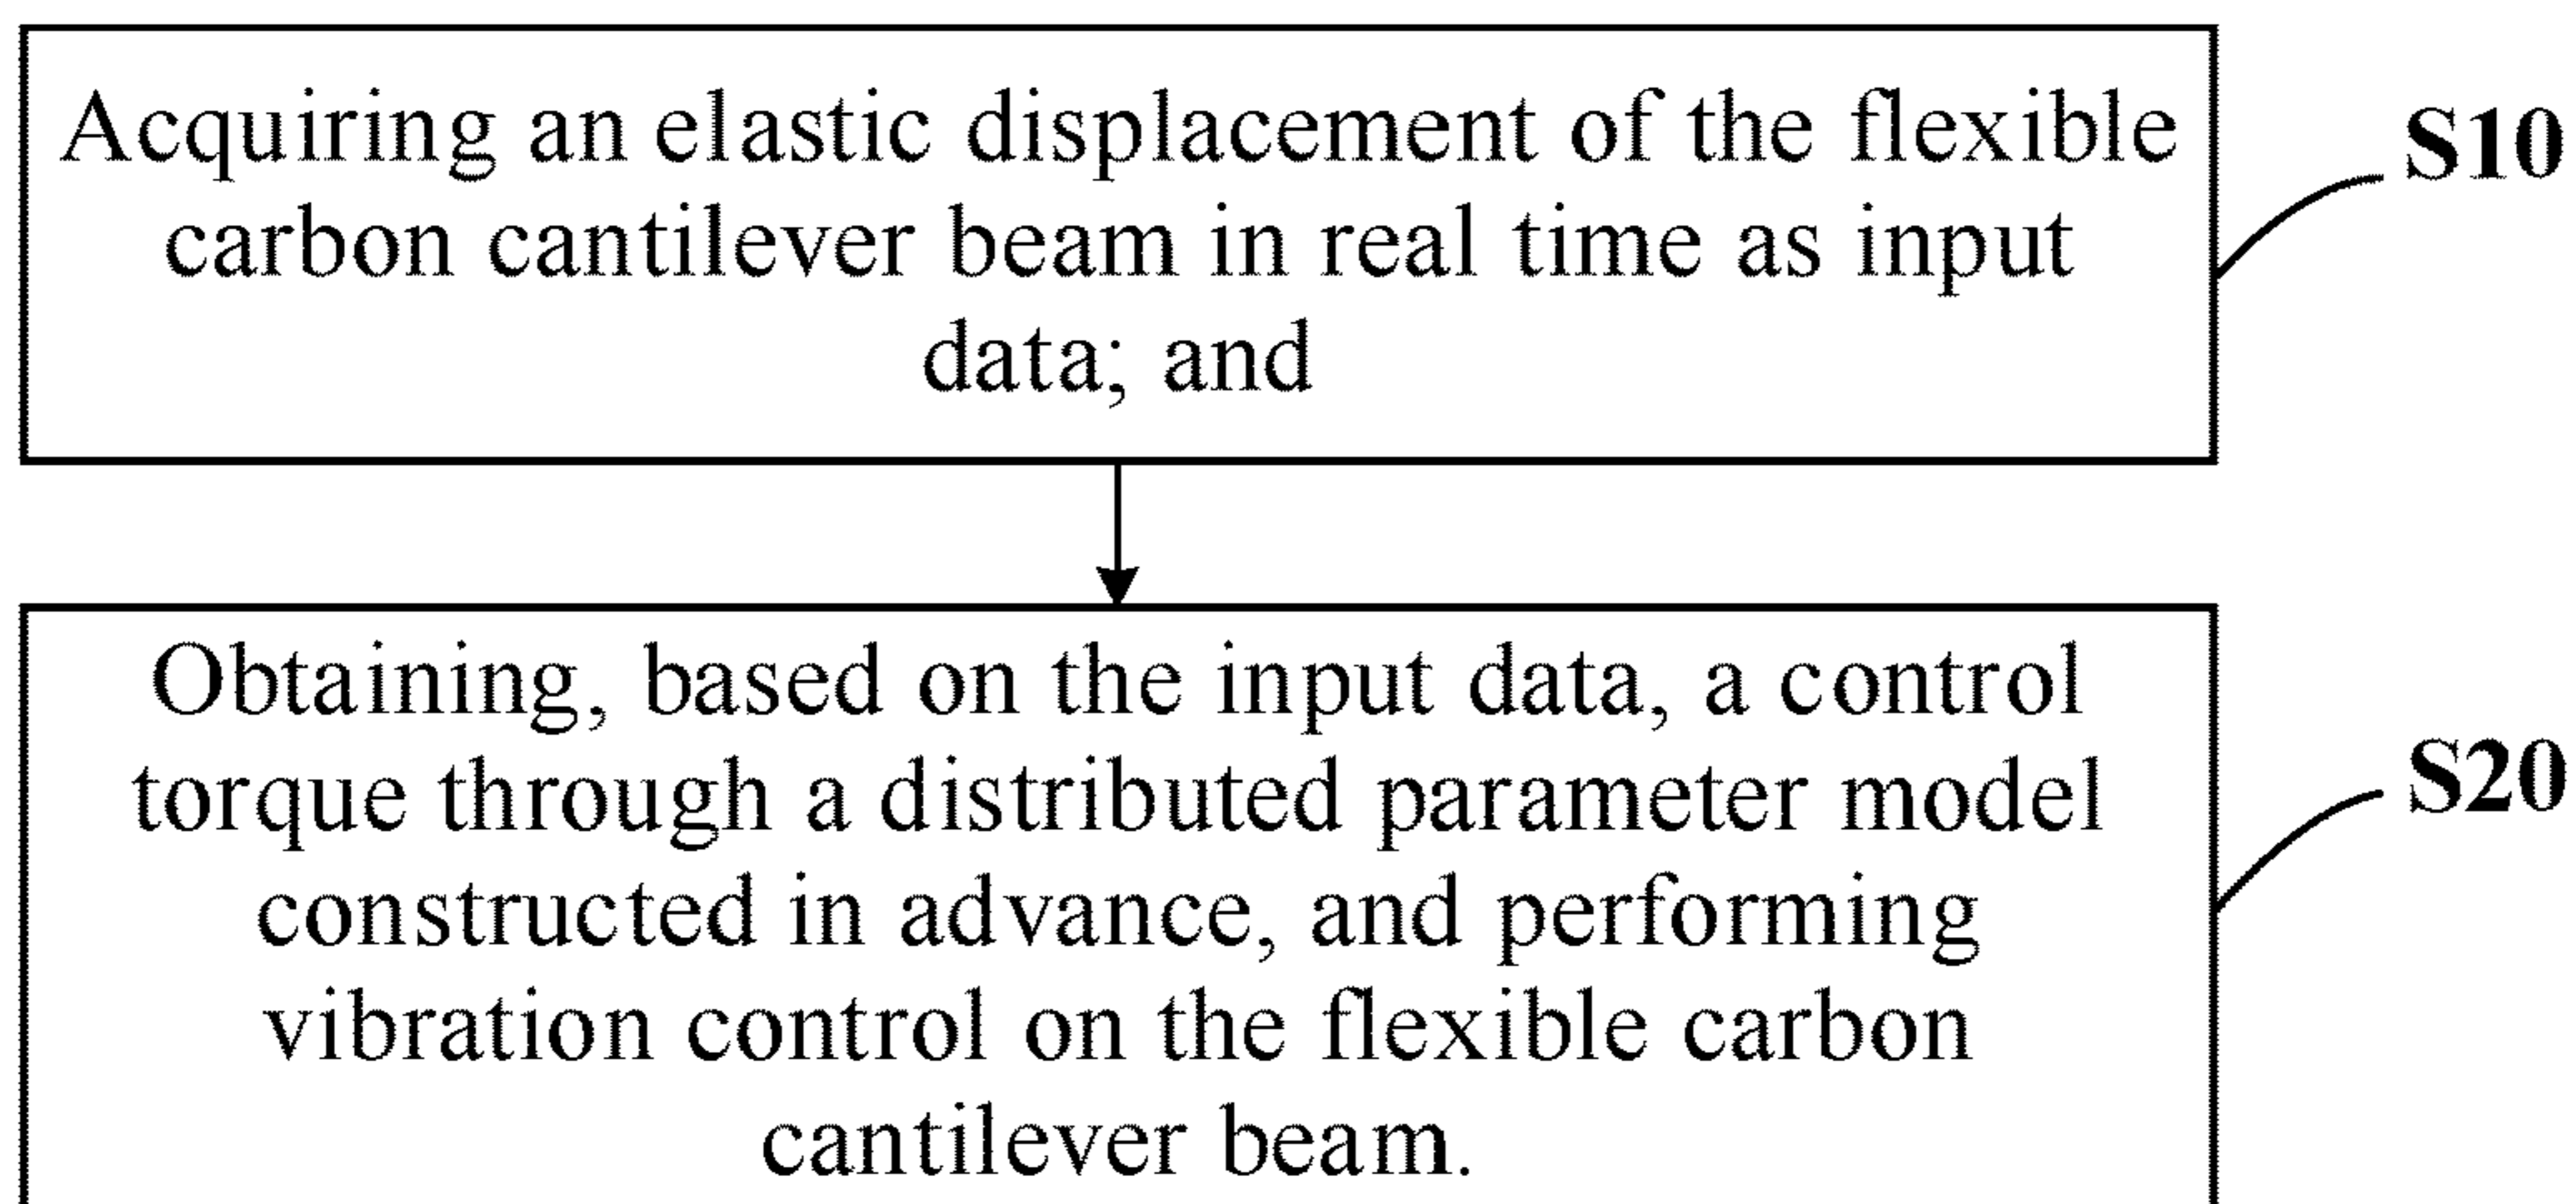 Acquiring an elastic displacement of the flexible
carbon cantilever beam in real time as input
data; and
S10
Obtaining, based on the input data, a control
torque through a distributed parameter model
constructed in advance, and performing
vibration control on the flexible carbon
cantilever beam.
S20